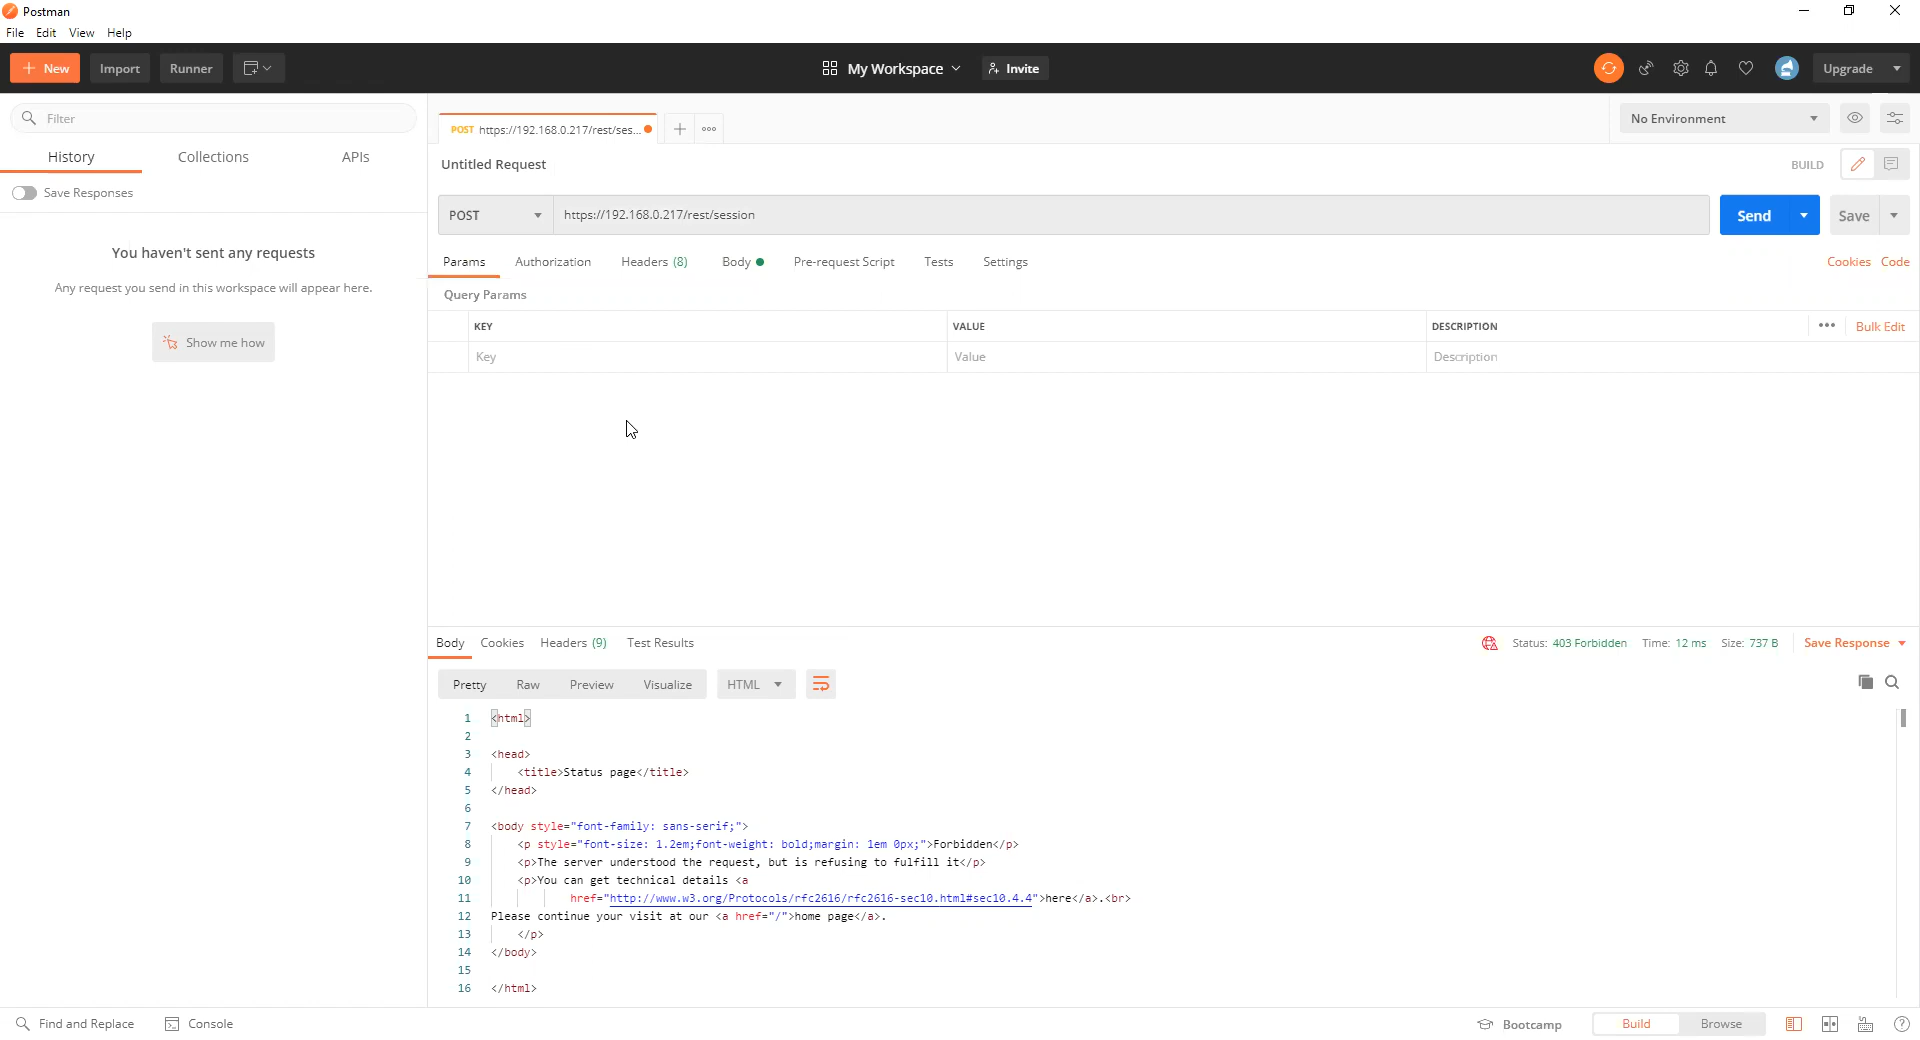 Postman
File Edit View Help
New Import Runner My Workspace Invite Upgrade
Filter
History Collections APIs
Save Responses
You haven't sent any requests
Any request you send in this workspace will appear here.
Show me how
POST https://192.168.0.217/rest/ses...
No Environment
Untitled Request
BUILD
POST https://192.168.0.217/rest/session
Send Save
Params Authorization Headers (8) Body Pre-request Script Tests Settings Cookies Code
Query Params
KEY VALUE DESCRIPTION Bulk Edit
Key Value Description
Body Cookies Headers (9) Test Results Status: 403 Forbidden Time: 12 ms Size: 737 B Save Response
Pretty Raw Preview Visualize HTML
1 <html>
2
3 <head>
4 <title>Status page</title>
5 </head>
6
7 <body style="font-family: sans-serif;">
8 <p style="font-size: 1.2em;font-weight: bold;margin: 1em 0px;">Forbidden</p>
9 <p>The server understood the request, but is refusing to fulfill it</p>
10 <p>You can get technical details <a
11 href="http://www.w3.org/Protocols/rfc2616/rfc2616-sec10.html#sec10.4.4">here</a>.<br>
12 Please continue your visit at our <a href="/">home page</a>.
13 </p>
14 </body>
15
16 </html>
Find and Replace Console Bootcamp Build Browse